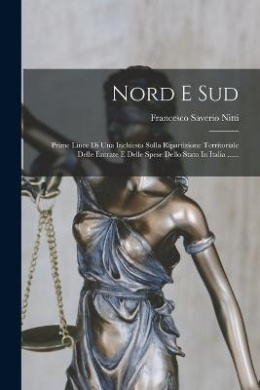 Nord E Sud
Francesco Saverio Nitti
Prime Linee Di Una Inchiesta Sulla Ripartizione Territoriale
Delle Entrate E Delle Spese Dello Stato In Italia ......